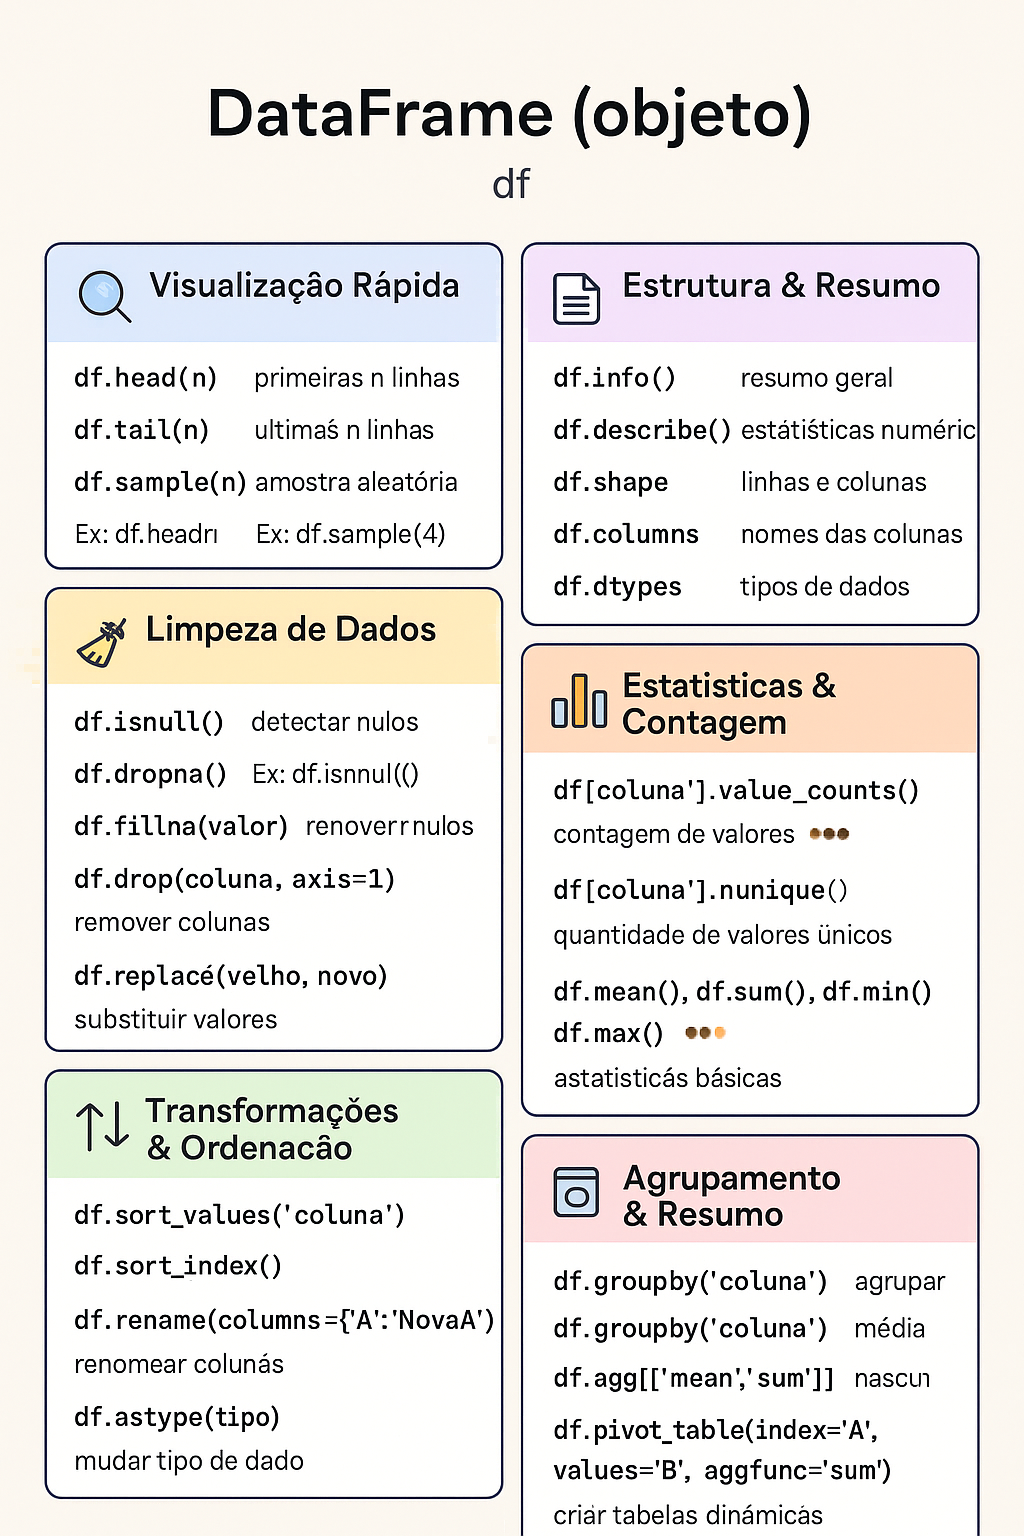 DataFrame (objeto)
df
Visualização Rápida
df.head(n) primeiras n linhas
df.tail(n) ultimaś n linhas
df.sample(n) amostra aleatória
Ex: df.headrı Ex: df.sample(4)
Limpeza de Dados
df.isnull() detectar nulos
df.dropna() Ex: df.isnnul(()
df.fillna(valor) renoverr nulos
df.drop(coluna, axis=1)
remover colunas
df.replacé(velho, novo)
substituir valores
Transformaçǒes
& Ordenacâo
df.sort_values('coluna')
df.sort_index()
df.rename(columns={'A':'NovaA')
renomear colunás
df.astype(tipo)
mudar tipo de dado
Estrutura & Resumo
df.info() resumo geral
df.describe() estátiśticas numéric
df.shape linhas e colunas
df.columns nomes das colunas
df.dtypes tipos de dados
Estatisticas &
Contagem
df[coluna'].value_counts()
contagem de valores
df[coluna'].nunique()
quantidade de valores ünicos
df.mean(), df.sum(), df.min()
df.max()
astatisticás básicas
Agrupamento
& Resumo
df.groupby('coluna') agrupar
df.groupby('coluna') média
df.agg[['mean','sum']]
df.pivot_table(index='A',
values='B', aggfunc='sum')
criar tabelas dinámicas